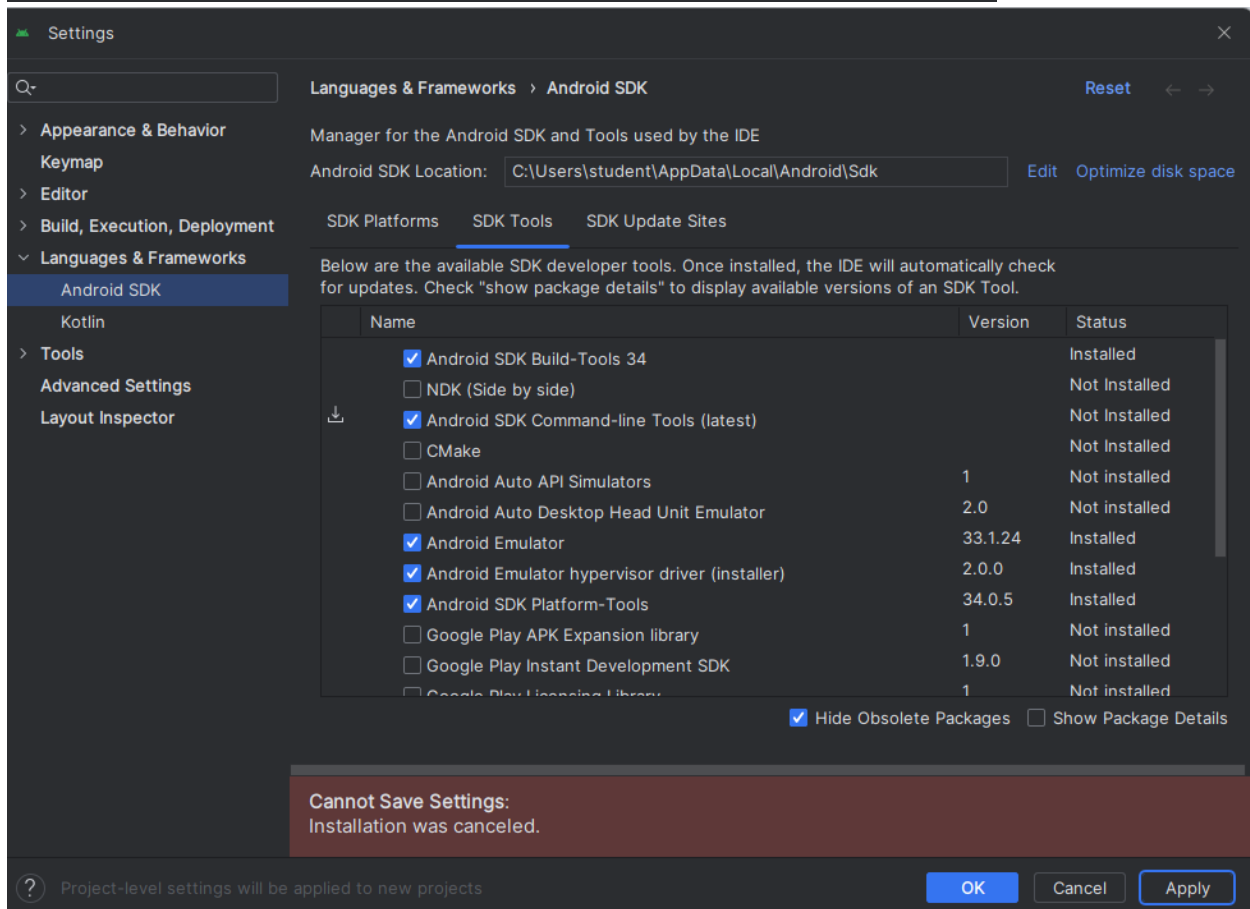 Settings
Languages & Frameworks › Android SDK
Reset
Appearance & Behavior
Keymap
Editor
Build, Execution, Deployment
Languages & Frameworks
Android SDK
Kotlin
Tools
Advanced Settings
Layout Inspector
Manager for the Android SDK and Tools used by the IDE
Android SDK Location: C:\Users\student\AppData\Local\Android\Sdk Edit Optimize disk space
SDK Platforms SDK Tools SDK Update Sites
Below are the available SDK developer tools. Once installed, the IDE will automatically check
for updates. Check "show package details" to display available versions of an SDK Tool.
Name Version Status
Android SDK Build-Tools 34 Installed
NDK (Side by side) Not Installed
Android SDK Command-line Tools (latest) Not Installed
CMake Not Installed
Android Auto API Simulators 1 Not installed
Android Auto Desktop Head Unit Emulator 2.0 Not installed
Android Emulator 33.1.24 Installed
Android Emulator hypervisor driver (installer) 2.0.0 Installed
Android SDK Platform-Tools 34.0.5 Installed
Google Play APK Expansion library 1 Not installed
Google Play Instant Development SDK 1.9.0 Not installed
Google Play Licensing Library 1 Not installed
Hide Obsolete Packages Show Package Details
Cannot Save Settings:
Installation was canceled.
? Project-level settings will be applied to new projects
OK Cancel Apply